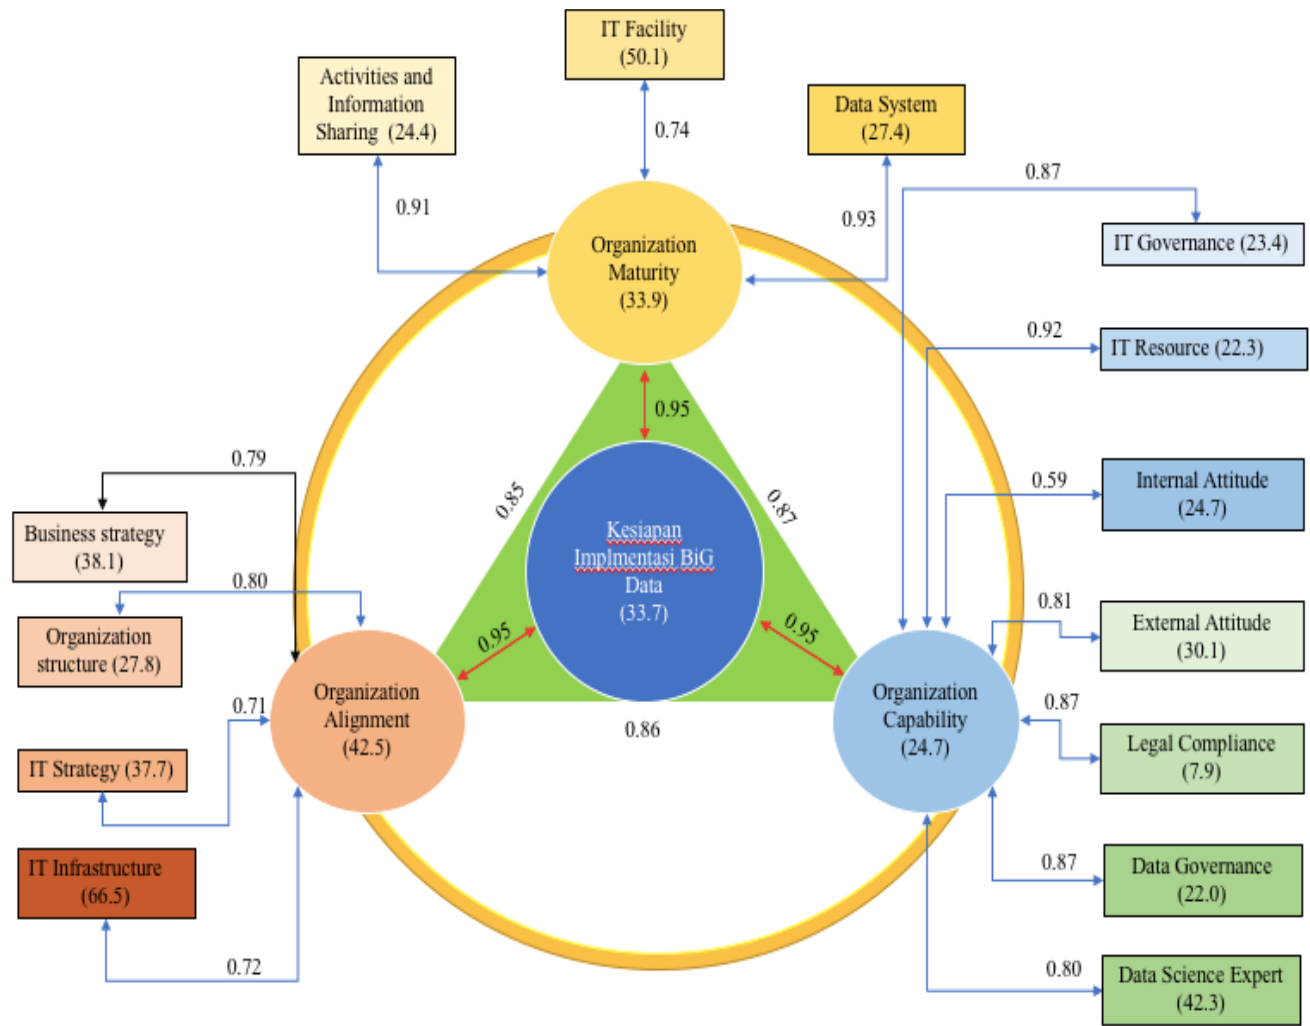 IT Facility
(50.1)
Activities and
Information
Sharing (24.4)
Data System
(27.4)
0.74
0.87
0.91
0.93
IT Governance (23.4)
Organization
Maturity
(33.9)
0.92
IT Resource (22.3)
0.95
0.79
0.85
0.87
0.59
Internal Attitude
(24.7)
Business strategy
(38.1)
Kesiapan
Implmentasi BiG
Data
(33.7)
0.80
0.81
Organization
structure (27.8)
0.95
0.95
External Attitude
(30.1)
0.71
Organization
Alignment
(42.5)
0.86
Organization
Capability
(24.7)
0.87
Legal Compliance
(7.9)
IT Strategy (37.7)
IT Infrastructure
(66.5)
0.87
Data Governance
(22.0)
0.72
0.80
Data Science Expert
(42.3)